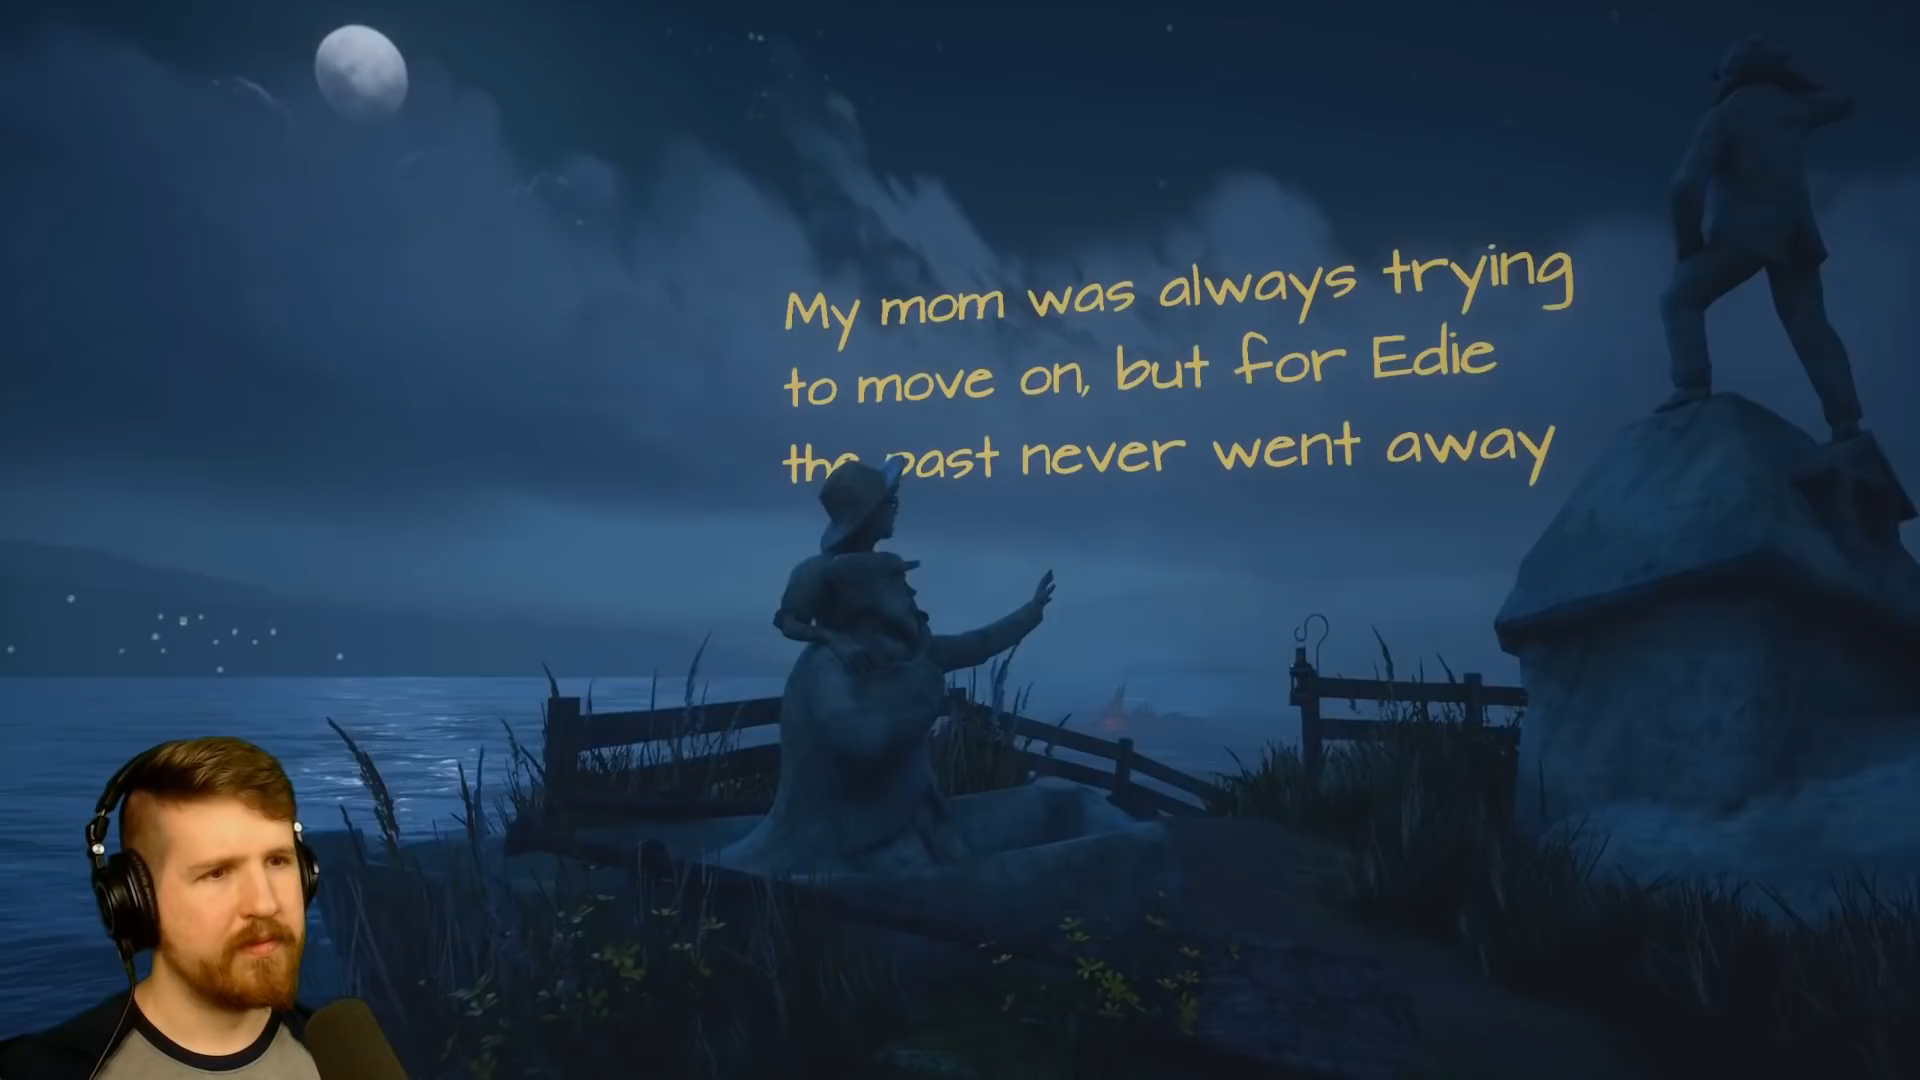 My mom was always trying
to move on, but for Edie
the past never went away